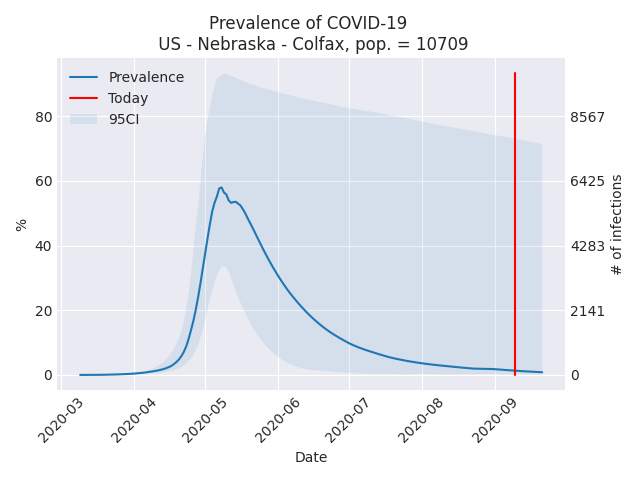 Prevalence of COVID-19
US - Nebraska - Colfax, pop. = 10709
Prevalence
Today
95CI
80
60
40
20
0
%
8567
6425
4283
2141
0
# of infections
2020-03
2020-04
2020-05
2020-06
2020-07
2020-08
2020-09
Date